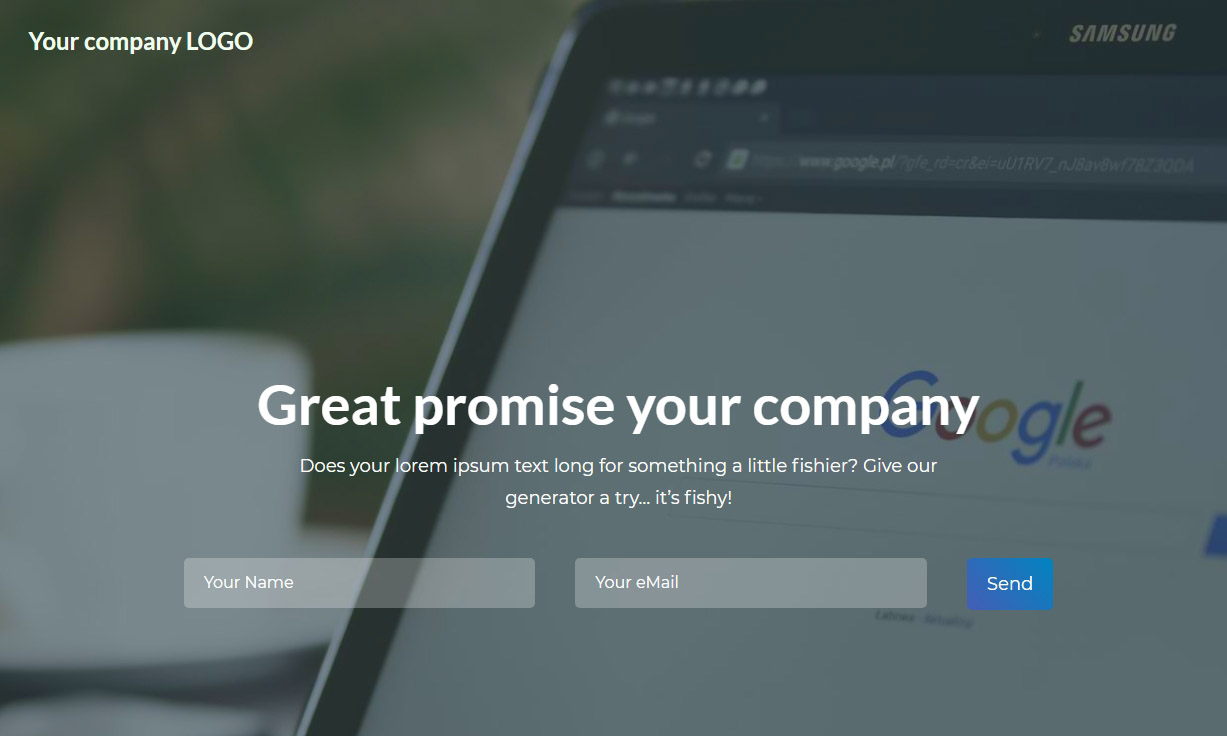 Your company LOGO
SAMSUNG
www.google.pl/?gfe_rd=cr&ei=uU1RV7_nJ8av6wf78Z3ODA
Google
Great promise your company
Does your lorem ipsum text long for something a little fishier? Give our
generator a try... it's fishy!
Your Name
Your eMail
Send